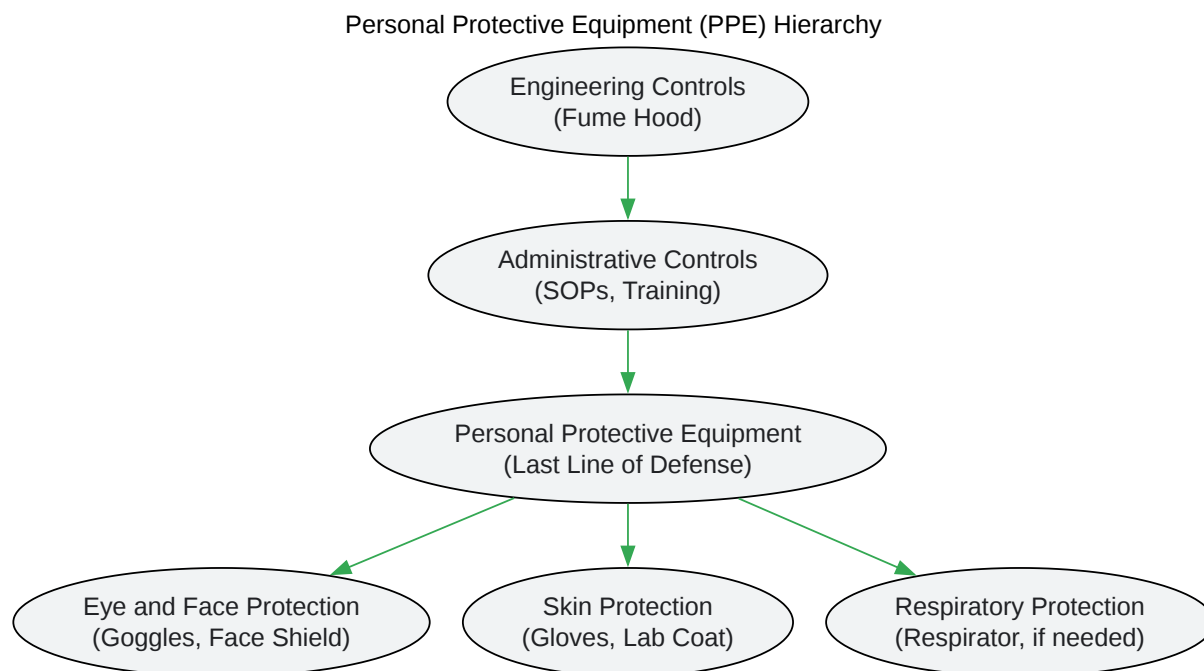 Personal Protective Equipment (PPE) Hierarchy
Engineering Controls
(Fume Hood)
Administrative Controls
(SOPs, Training)
Personal Protective Equipment
(Last Line of Defense)
Eye and Face Protection
(Goggles, Face Shield)
Skin Protection
(Gloves, Lab Coat)
Respiratory Protection
(Respirator, if needed)